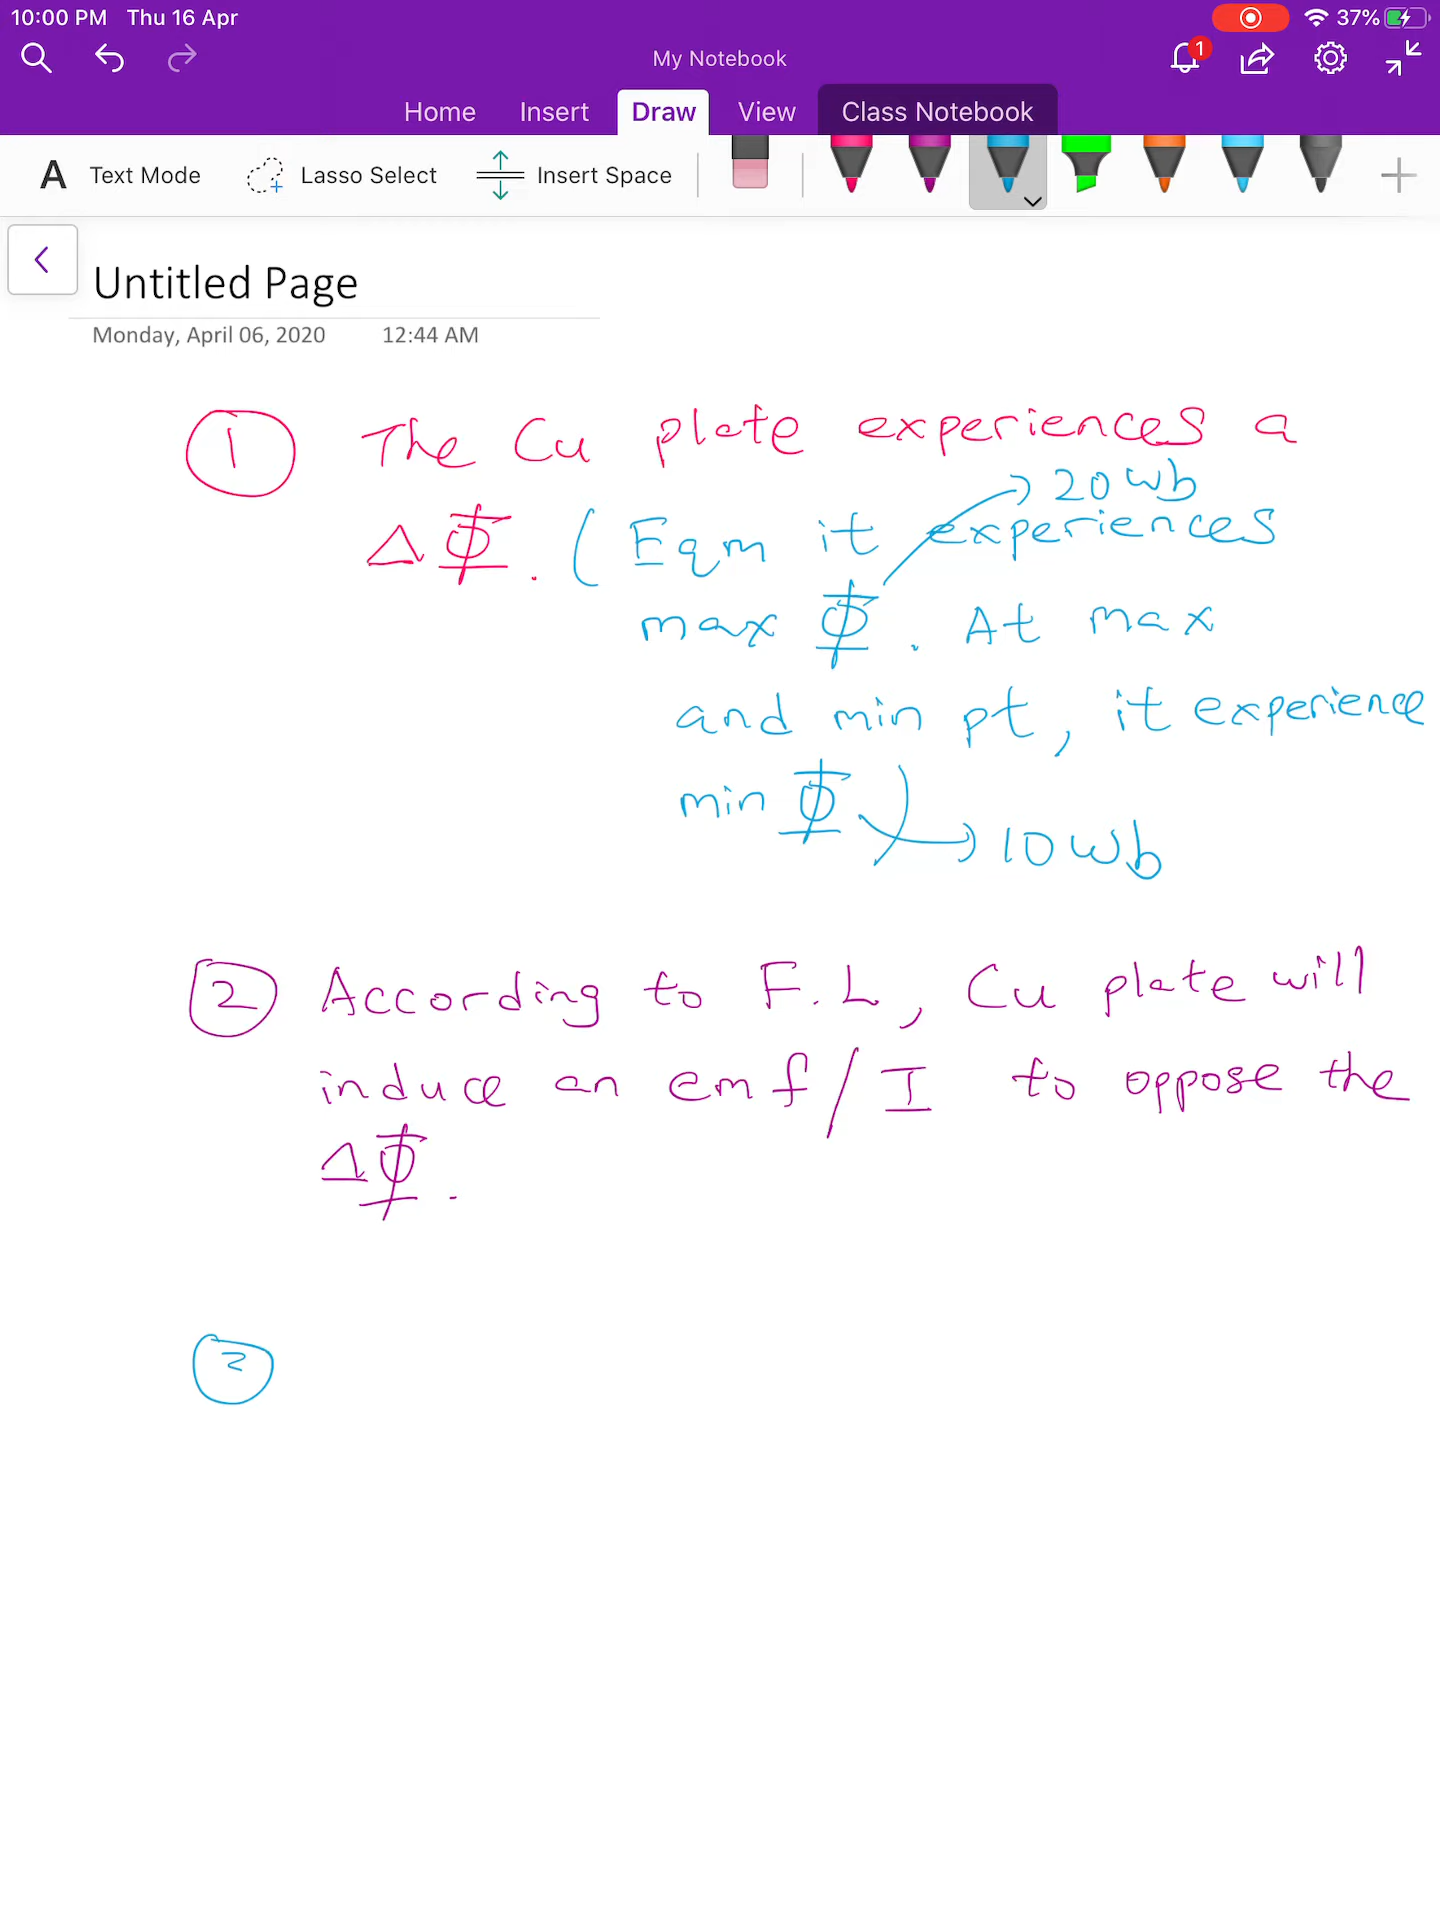 10:00 PM Thu 16 Apr
37%
My Notebook
1
Home Insert Draw View Class Notebook
A Text Mode Lasso Select Insert Space
Untitled Page
Monday, April 06, 2020 12:44 AM
① The Cu plate experiences a
→ 20 Wb
ΔΦ. (Eqm it experiences
max Φ. At max
and min pt, it experience
min Φ) → 10 Wb
② According to F.L, Cu plate will
induce an emf / I to oppose the
ΔΦ.